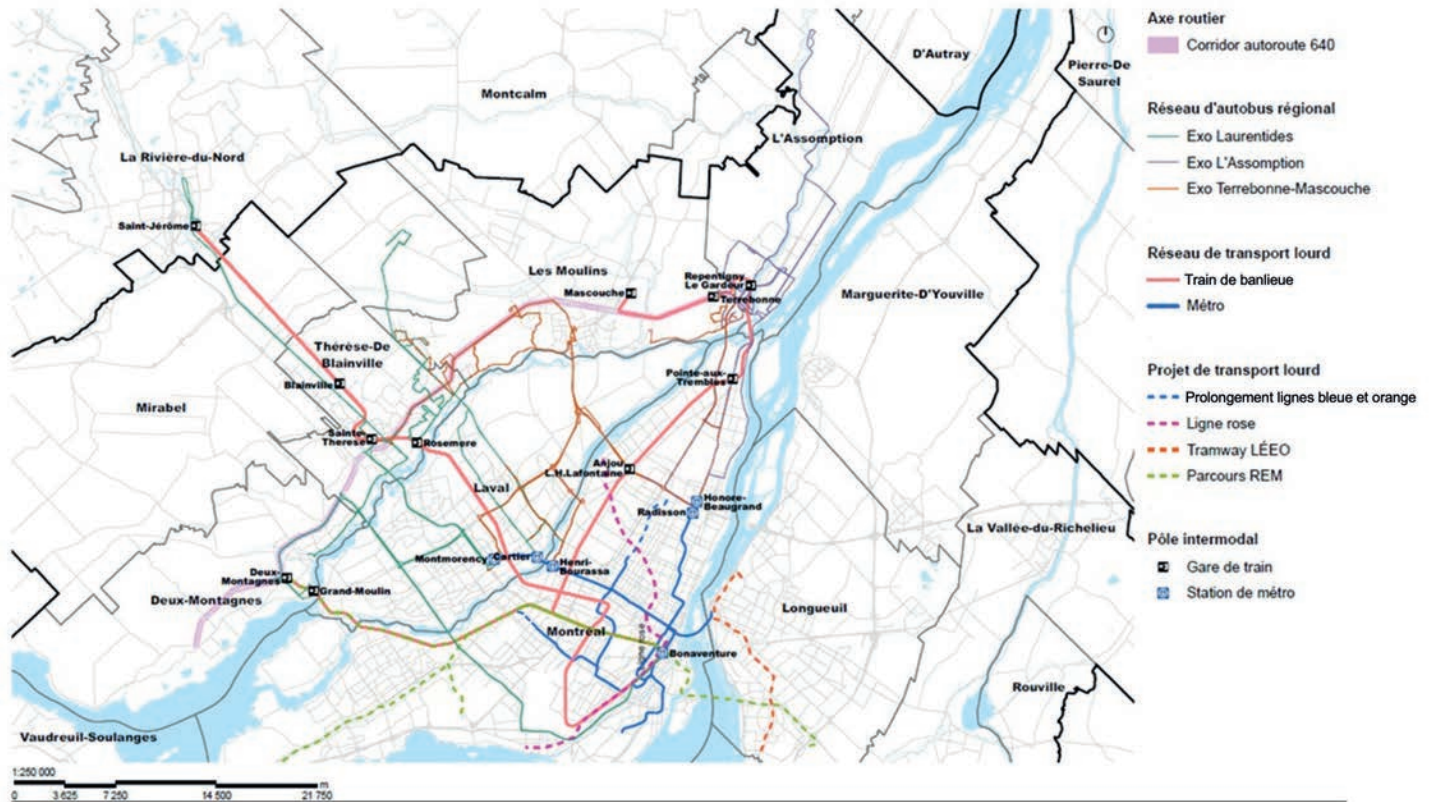 D'Autray
Pierre-De
Saurel
Montcalm
L'Assomption
La Rivière-du-Nord
Saint-Jérôme
Les Moulins
Repentigny
Le Gardeur
Mascouche
Terrebonne
Marguerite-D'Youville
Thérèse-De
Blainville
Pointe-aux-
Trembles
Blainville
Mirabel
Sainte-
Therese
Rosemere
Anjou
L.H.Lafontaine
Laval
Honore-
Beaugrand
Radisson
La Vallée-du-Richelieu
Montmorency
Cartier
Henri-
Bourassa
Deux-
Montagnes
Grand-Moulin
Deux-Montagnes
Longueuil
Montréal
Bonaventure
Rouville
Vaudreuil-Soulanges
1:250 000
m
0 3 625 7 250 14 500 21 750
Axe routier
Corridor autoroute 640
Réseau d'autobus régional
Exo Laurentides
Exo L'Assomption
Exo Terrebonne-Mascouche
Réseau de transport lourd
Train de banlieue
Métro
Projet de transport lourd
Prolongement lignes bleue et orange
Ligne rose
Tramway LÉEO
Parcours REM
Pôle intermodal
Gare de train
Station de métro